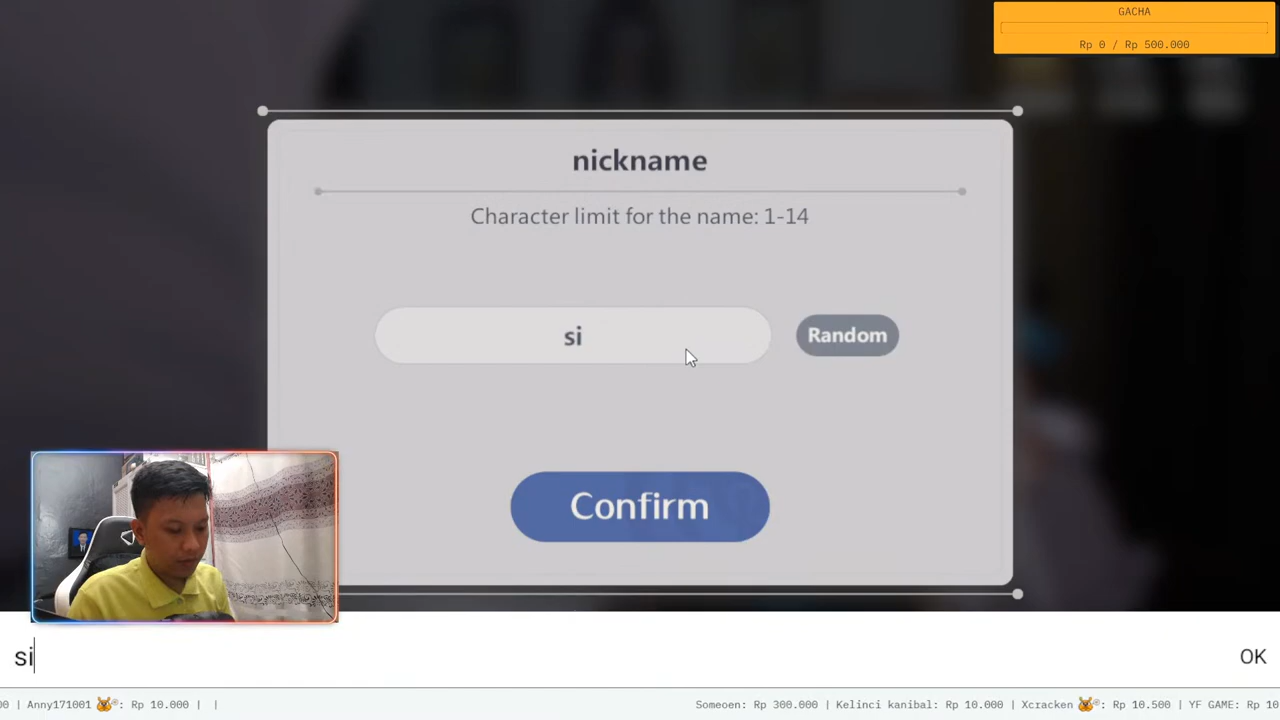 GACHA
Rp 0 / Rp 500.000
nickname
Character limit for the name: 1-14
si
Random
Confirm
si
OK
00 | Anny171001 : Rp 10.000 | |
Someoen: Rp 300.000 | Kelinci kanibal: Rp 10.000 | Xcracken : Rp 10.500 | YF GAME: Rp 10